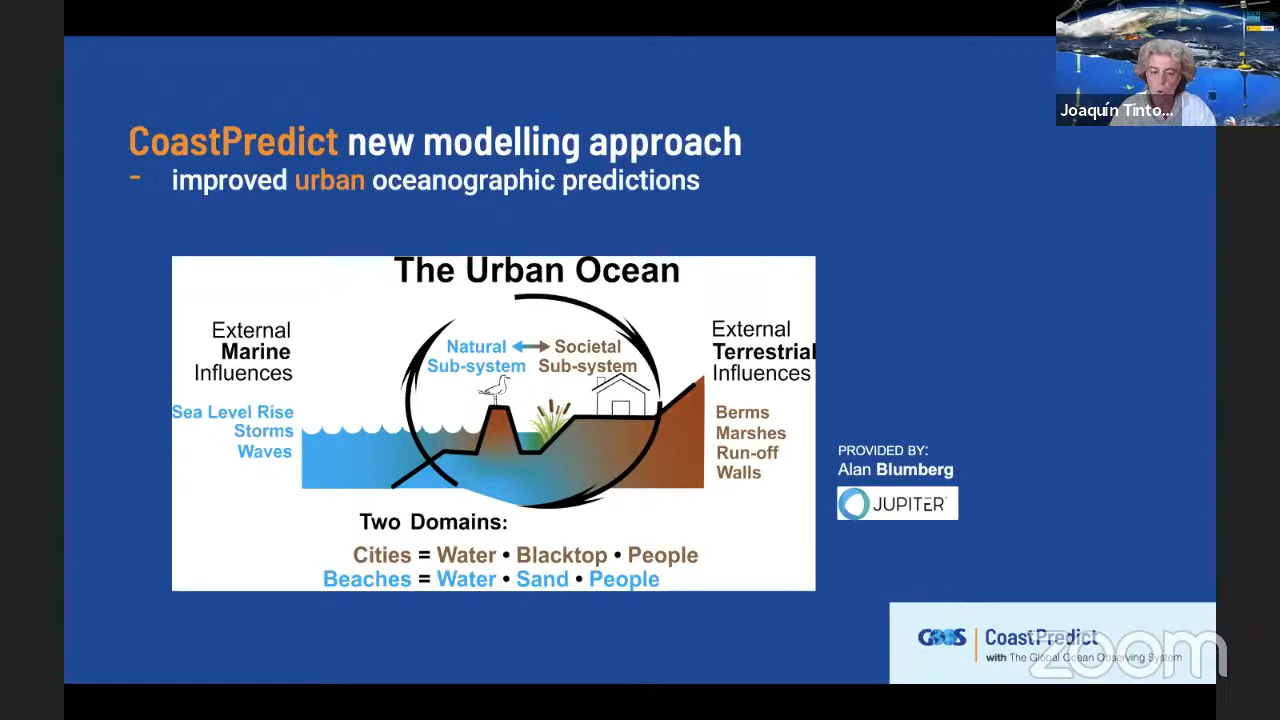 Joaquín Tinto...
CoastPredict new modelling approach
- improved urban oceanographic predictions
The Urban Ocean
External
Marine
Influences
Sea Level Rise
Storms
Waves
Natural
Sub-system
Societal
Sub-system
External
Terrestrial
Influences
Berms
Marshes
Run-off
Walls
Two Domains:
Cities = Water • Blacktop • People
Beaches = Water • Sand • People
PROVIDED BY:
Alan Blumberg
JUPITER
GOOS
CoastPredict
with The Global Ocean Observing System
zoom